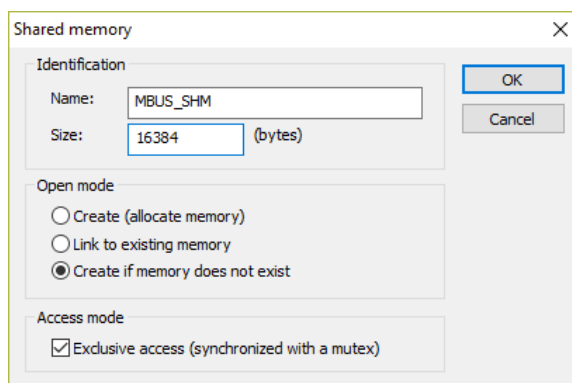 Shared memory
Identification
Name: MBUS_SHM
Size: 16384 (bytes)
OK
Cancel
Open mode
Create (allocate memory)
Link to existing memory
Create if memory does not exist
Access mode
Exclusive access (synchronized with a mutex)